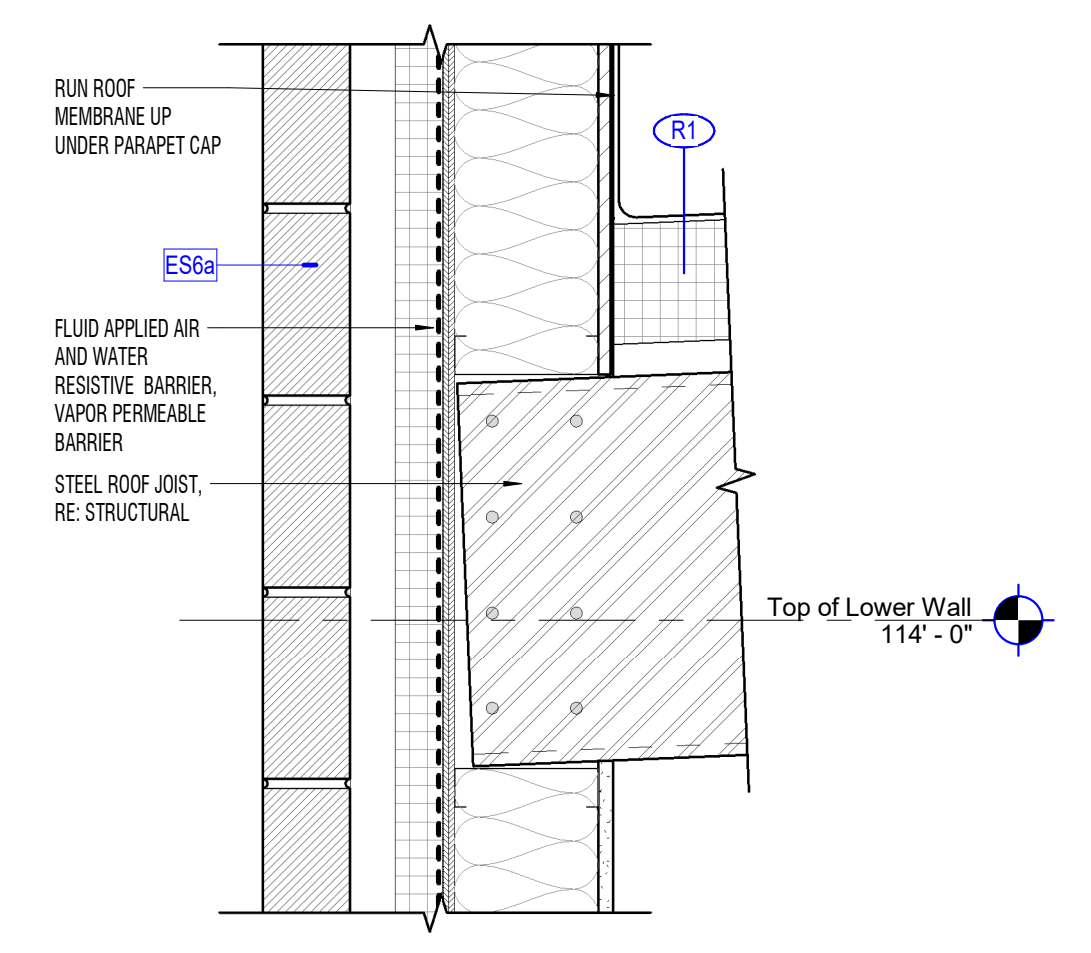 RUN ROOF
MEMBRANE UP
UNDER PARAPET CAP
R1
ES6a
FLUID APPLIED AIR
AND WATER
RESISTIVE BARRIER,
VAPOR PERMEABLE
BARRIER
STEEL ROOF JOIST,
RE: STRUCTURAL
Top of Lower Wall
114' - 0"